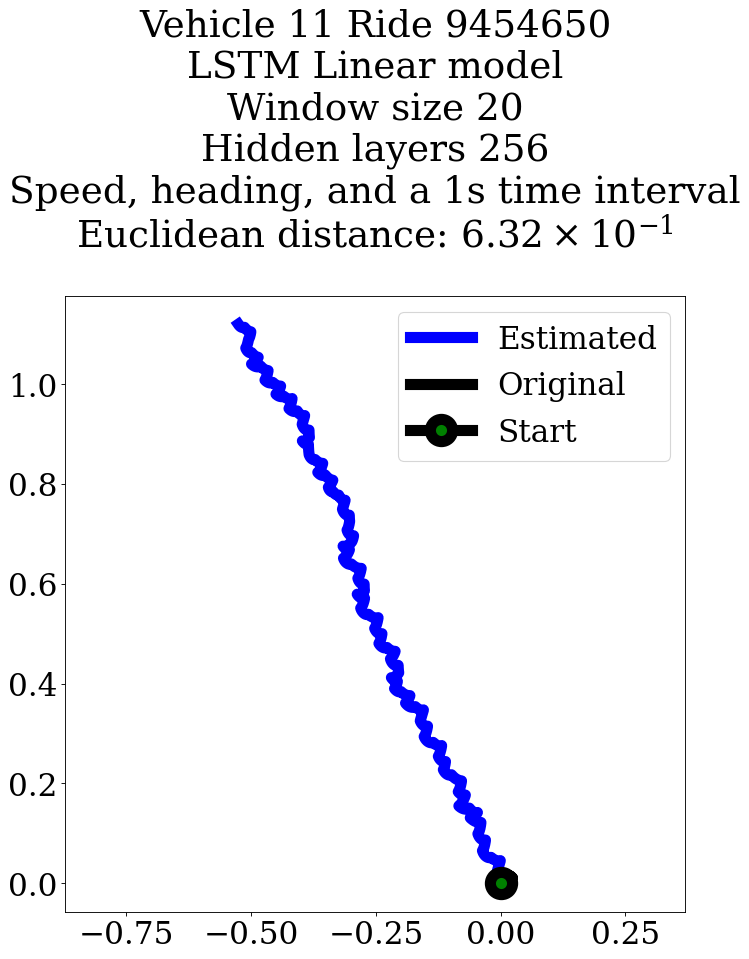 Vehicle 11 Ride 9454650
LSTM Linear model
Window size 20
Hidden layers 256
Speed, heading, and a 1s time interval
Euclidean distance: 6.32 × 10⁻¹
Estimated
Original
Start
1.0
0.8
0.6
0.4
0.2
0.0
−0.75 −0.50 −0.25 0.00 0.25